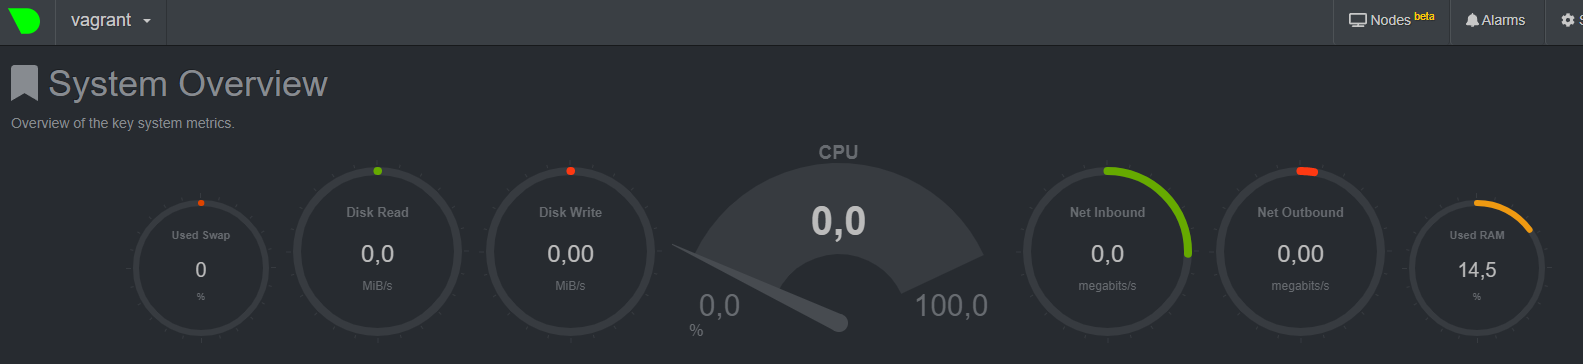 vagrant
Nodes beta
Alarms
System Overview
Overview of the key system metrics.
Used Swap
0
%
Disk Read
0,0
MiB/s
Disk Write
0,00
MiB/s
CPU
0,0
0,0
100,0
%
Net Inbound
0,0
megabits/s
Net Outbound
0,00
megabits/s
Used RAM
14,5
%